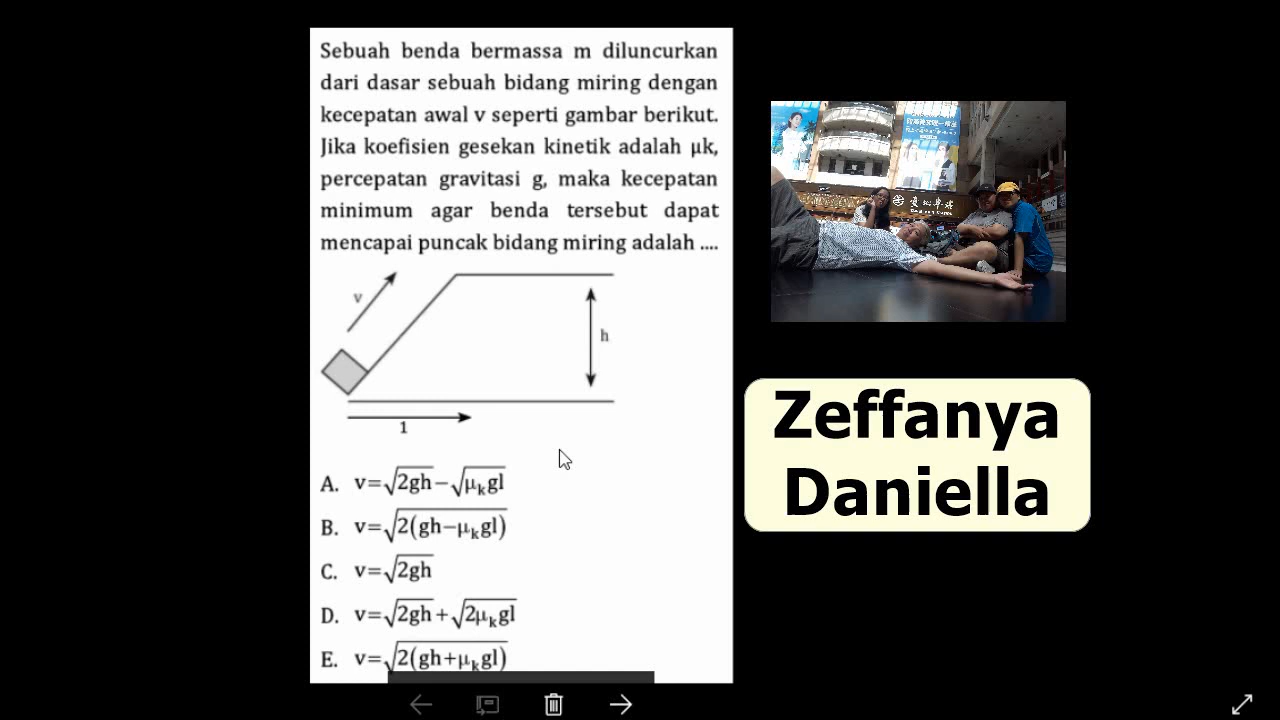 Sebuah benda bermassa m diluncurkan
dari dasar sebuah bidang miring dengan
kecepatan awal v seperti gambar berikut.
Jika koefisien gesekan kinetik adalah μk,
percepatan gravitasi g, maka kecepatan
minimum agar benda tersebut dapat
mencapai puncak bidang miring adalah ....
v
h
1
A. v=√2gh−√μₖgl
B. v=√2(gh−μₖgl)
C. v=√2gh
D. v=√2gh+√2μₖgl
E. v=√2(gh+μₖgl)
Zeffanya
Daniella